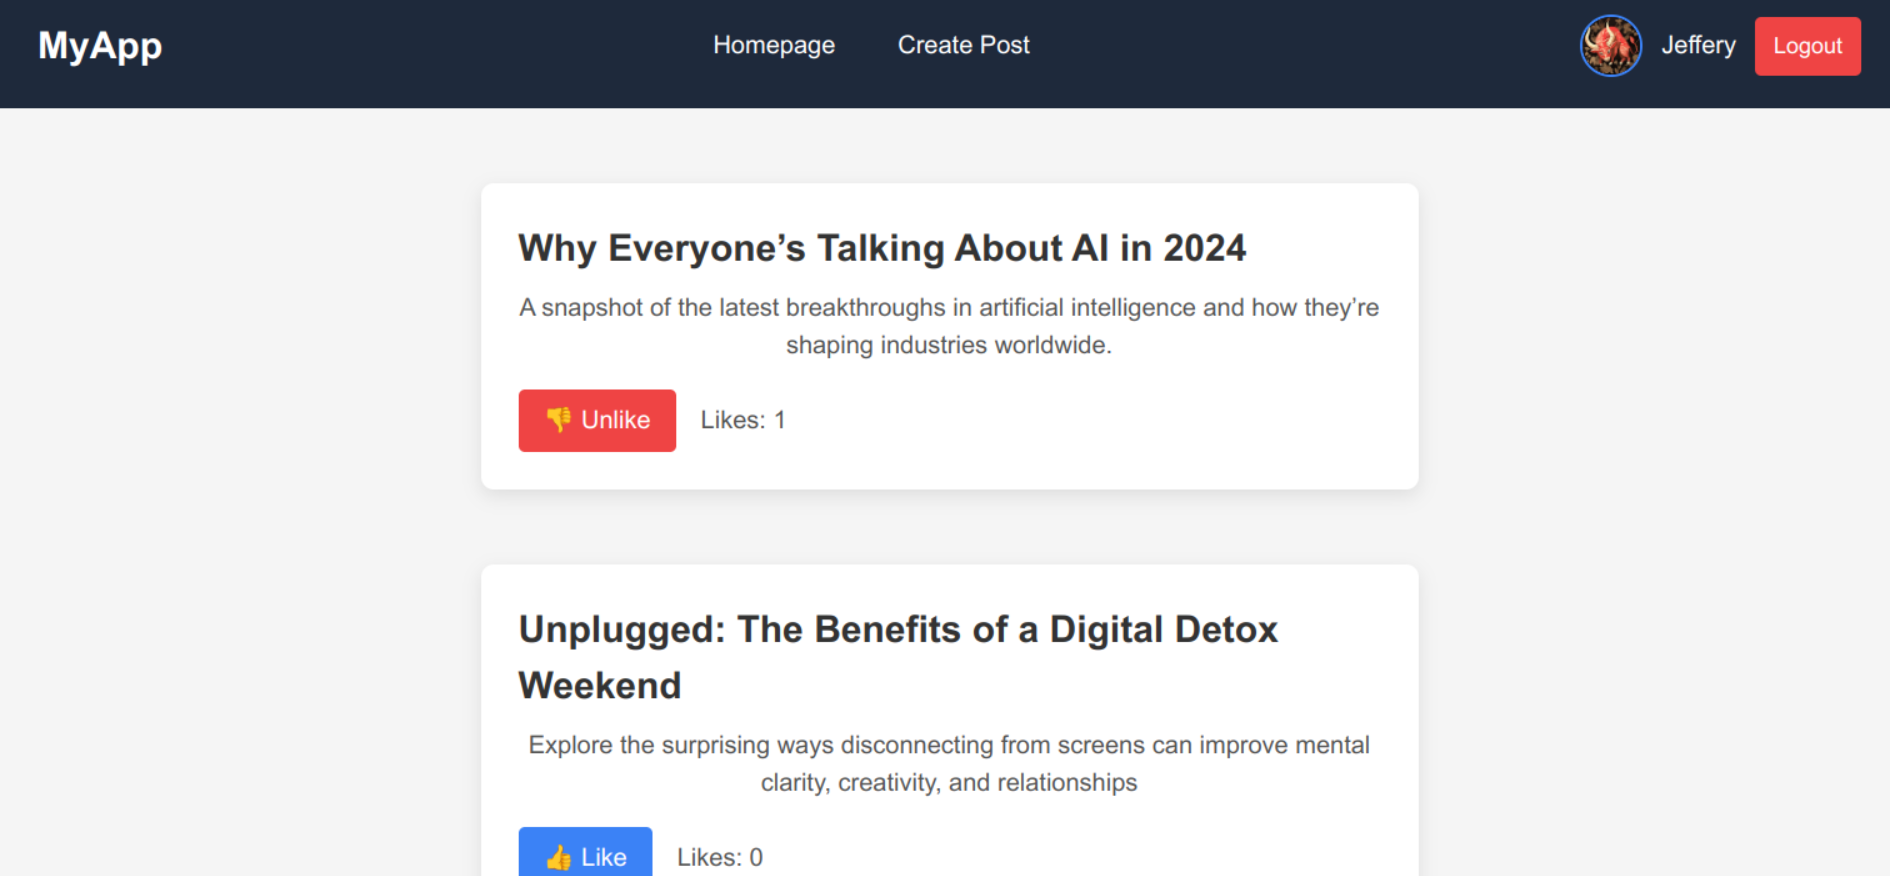 MyApp
Homepage
Create Post
Jeffery
Logout
Why Everyone’s Talking About AI in 2024
A snapshot of the latest breakthroughs in artificial intelligence and how they’re
shaping industries worldwide.
👎 Unlike
Likes: 1
Unplugged: The Benefits of a Digital Detox
Weekend
Explore the surprising ways disconnecting from screens can improve mental
clarity, creativity, and relationships
👍 Like
Likes: 0